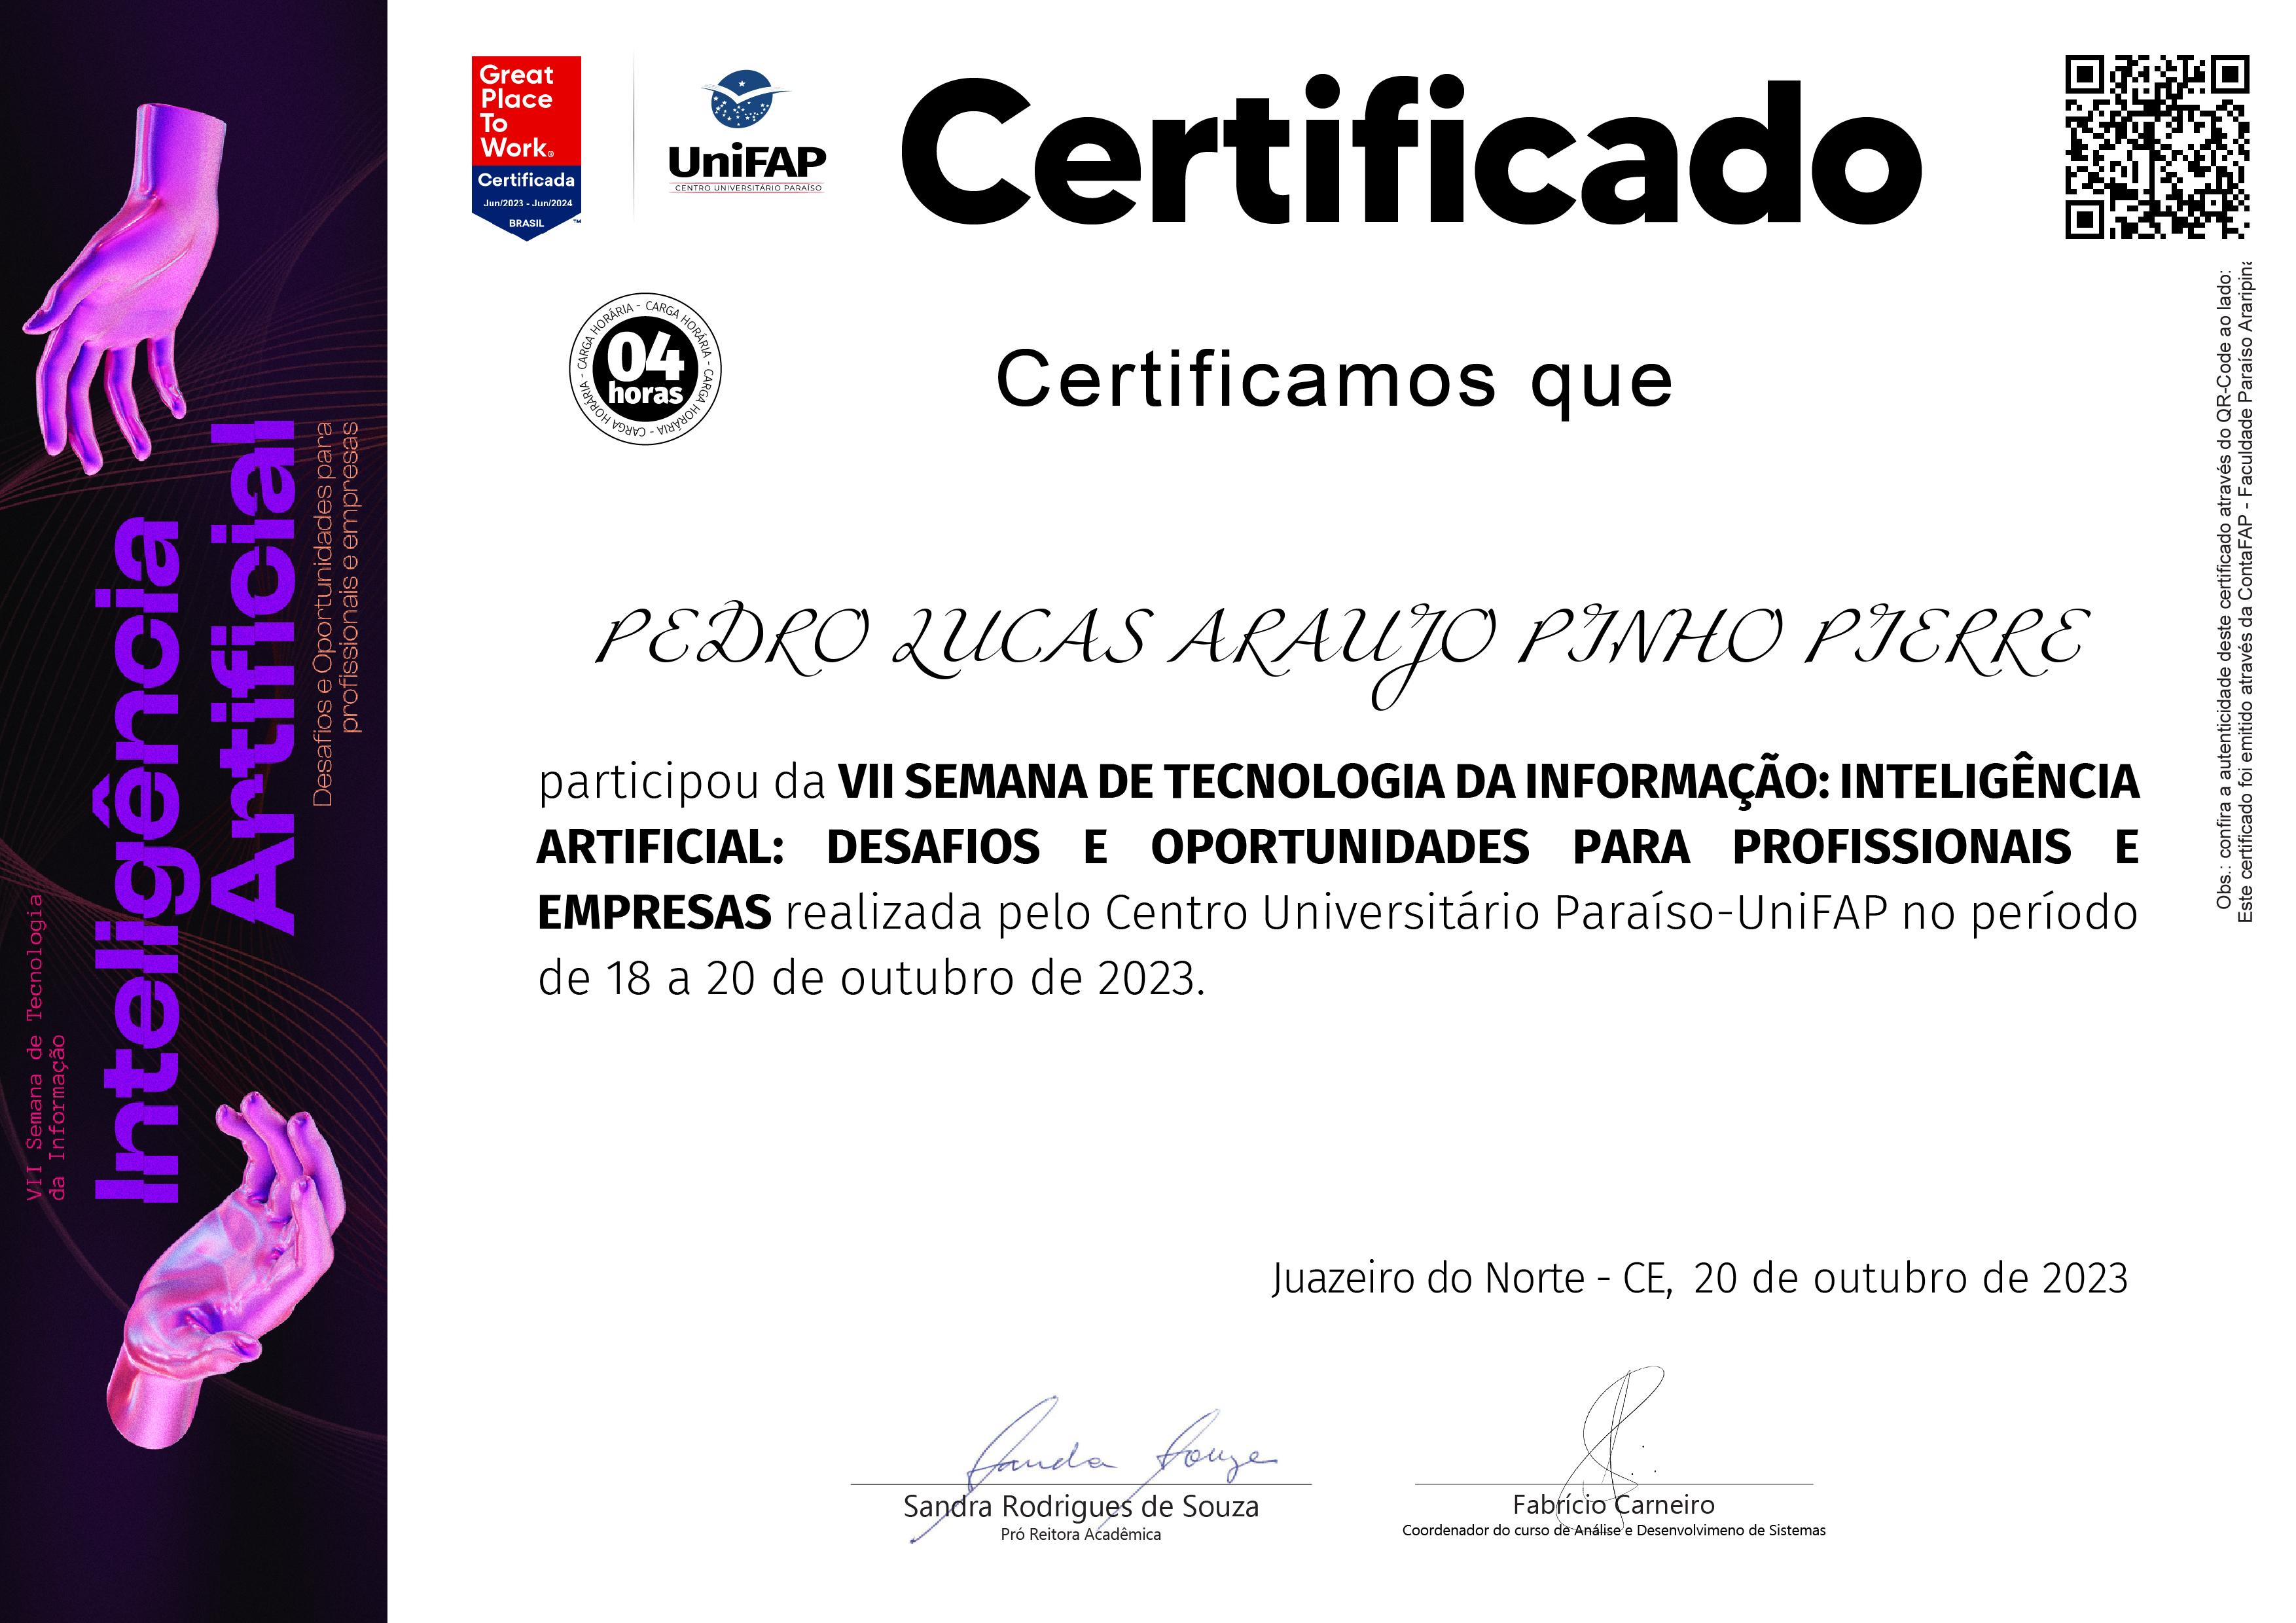 VII Semana de Tecnologia
da Informação
Inteligência
Artificial
Desafios e Oportunidades para
profissionais e empresas
Great
Place
To
Work®
Certificada
Jun/2023 - Jun/2024
BRASIL
™
UniFAP
CENTRO UNIVERSITÁRIO PARAÍSO
Certificado
CARGA HORÁRIA - CARGA HORÁRIA - CARGA HORÁRIA - CARGA HORÁRIA -
04
horas
Certificamos que
PEDRO LUCAS ARAUJO PINHO PIERRE
participou da VII SEMANA DE TECNOLOGIA DA INFORMAÇÃO: INTELIGÊNCIA
ARTIFICIAL: DESAFIOS E OPORTUNIDADES PARA PROFISSIONAIS E
EMPRESAS realizada pelo Centro Universitário Paraíso-UniFAP no período
de 18 a 20 de outubro de 2023.
Juazeiro do Norte - CE, 20 de outubro de 2023
Sandra Souza
Sandra Rodrigues de Souza
Pró Reitora Acadêmica
Fabrício Carneiro
Coordenador do curso de Análise e Desenvolvimeno de Sistemas
Obs.: confira a autenticidade deste certificado através do QR-Code ao lado:
Este certificado foi emitido através da ContaFAP - Faculdade Paraíso Araripina